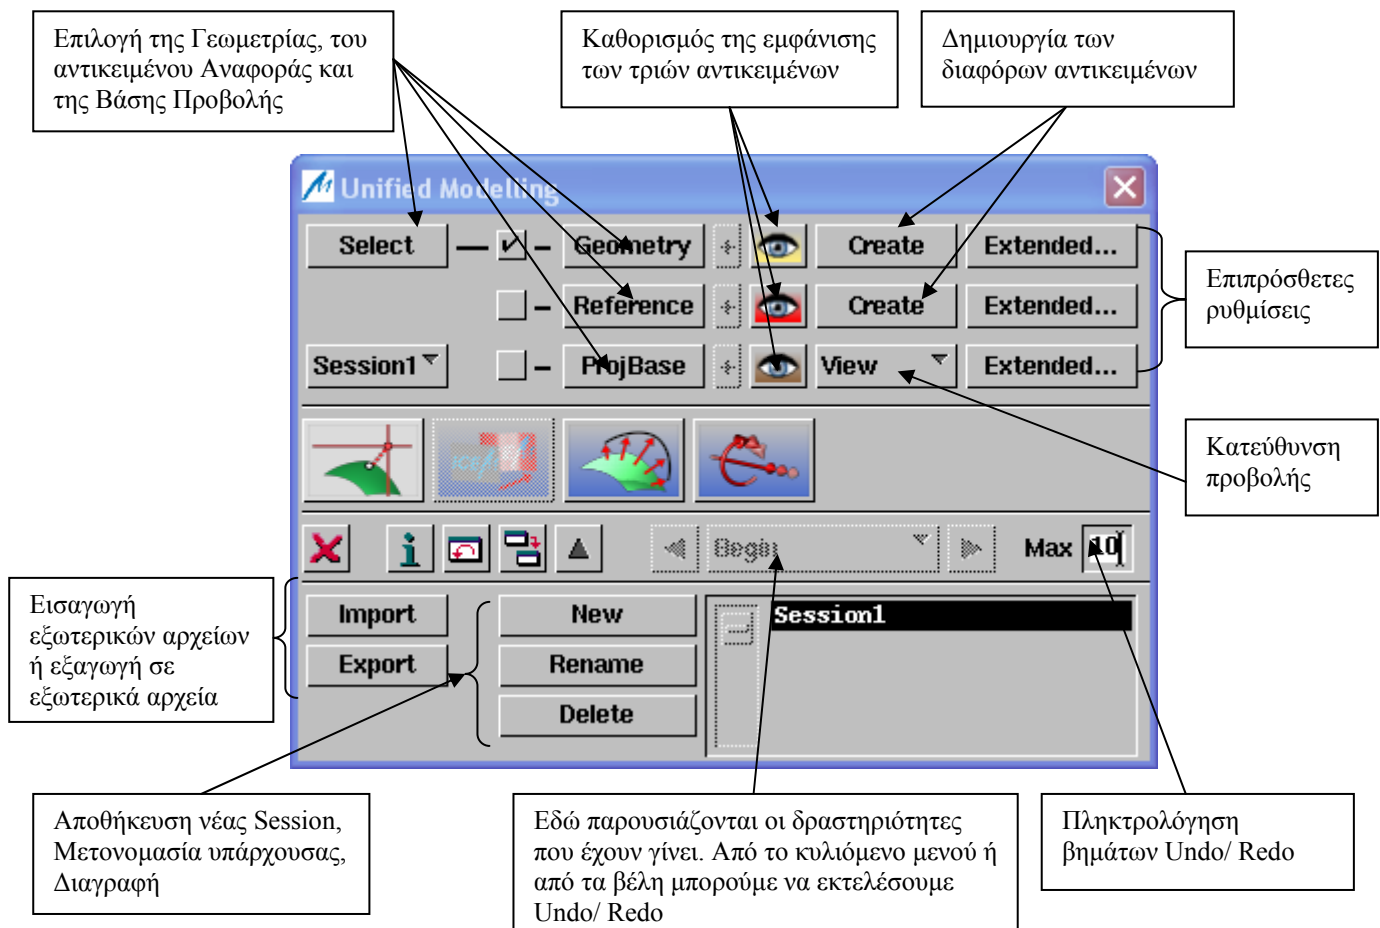 Επιλογή της Γεωμετρίας, του
αντικειμένου Αναφοράς και
της Βάσης Προβολής
Καθορισμός της εμφάνισης
των τριών αντικειμένων
Δημιουργία των
διαφόρων αντικειμένων
Unified Modelling
Select
Geometry
Create
Extended...
Reference
Create
Extended...
Session1
ProjBase
View
Extended...
Επιπρόσθετες
ρυθμίσεις
Κατεύθυνση
προβολής
ICE
Begin
Max
10
Import
New
Session1
Export
Rename
Delete
Εισαγωγή
εξωτερικών αρχείων
ή εξαγωγή σε
εξωτερικά αρχεία
Αποθήκευση νέας Session,
Μετονομασία υπάρχουσας,
Διαγραφή
Εδώ παρουσιάζονται οι δραστηριότητες
που έχουν γίνει. Από το κυλιόμενο μενού ή
από τα βέλη μπορούμε να εκτελέσουμε
Undo/ Redo
Πληκτρολόγηση
βημάτων Undo/ Redo